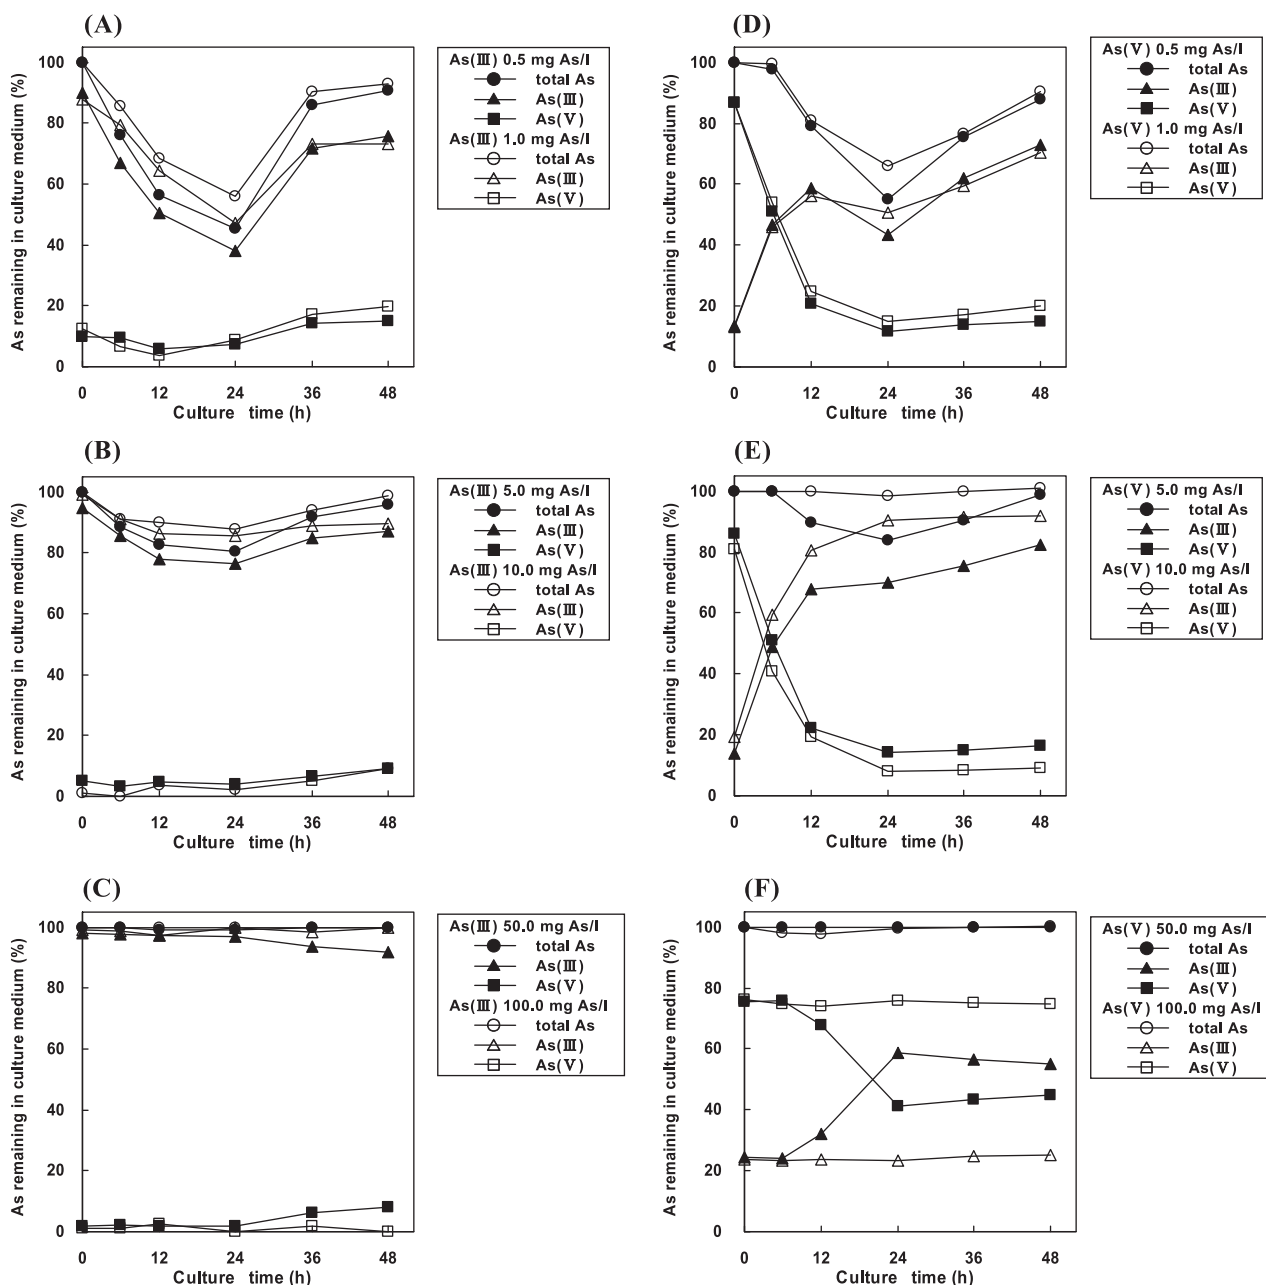 (A)
As remaining in culture medium (%)
100
80
60
40
20
0
0 12 24 36 48
Culture time (h)
As(Ⅲ) 0.5 mg As/l
total As
As(Ⅲ)
As(Ⅴ)
As(Ⅲ) 1.0 mg As/l
total As
As(Ⅲ)
As(Ⅴ)
(D)
As remaining in culture medium (%)
100
80
60
40
20
0
0 12 24 36 48
Culture time (h)
As(Ⅴ) 0.5 mg As/l
total As
As(Ⅲ)
As(Ⅴ)
As(Ⅴ) 1.0 mg As/l
total As
As(Ⅲ)
As(Ⅴ)
(B)
As remaining in culture medium (%)
100
80
60
40
20
0
0 12 24 36 48
Culture time (h)
As(Ⅲ) 5.0 mg As/l
total As
As(Ⅲ)
As(Ⅴ)
As(Ⅲ) 10.0 mg As/l
total As
As(Ⅲ)
As(Ⅴ)
(E)
As remaining in culture medium (%)
100
80
60
40
20
0
0 12 24 36 48
Culture time (h)
As(Ⅴ) 5.0 mg As/l
total As
As(Ⅲ)
As(Ⅴ)
As(Ⅴ) 10.0 mg As/l
total As
As(Ⅲ)
As(Ⅴ)
(C)
As remaining in culture medium (%)
100
80
60
40
20
0
0 12 24 36 48
Culture time (h)
As(Ⅲ) 50.0 mg As/l
total As
As(Ⅲ)
As(Ⅴ)
As(Ⅲ) 100.0 mg As/l
total As
As(Ⅲ)
As(Ⅴ)
(F)
As remaining in culture medium (%)
100
80
60
40
20
0
0 12 24 36 48
Culture time (h)
As(Ⅴ) 50.0 mg As/l
total As
As(Ⅲ)
As(Ⅴ)
As(Ⅴ) 100.0 mg As/l
total As
As(Ⅲ)
As(Ⅴ)